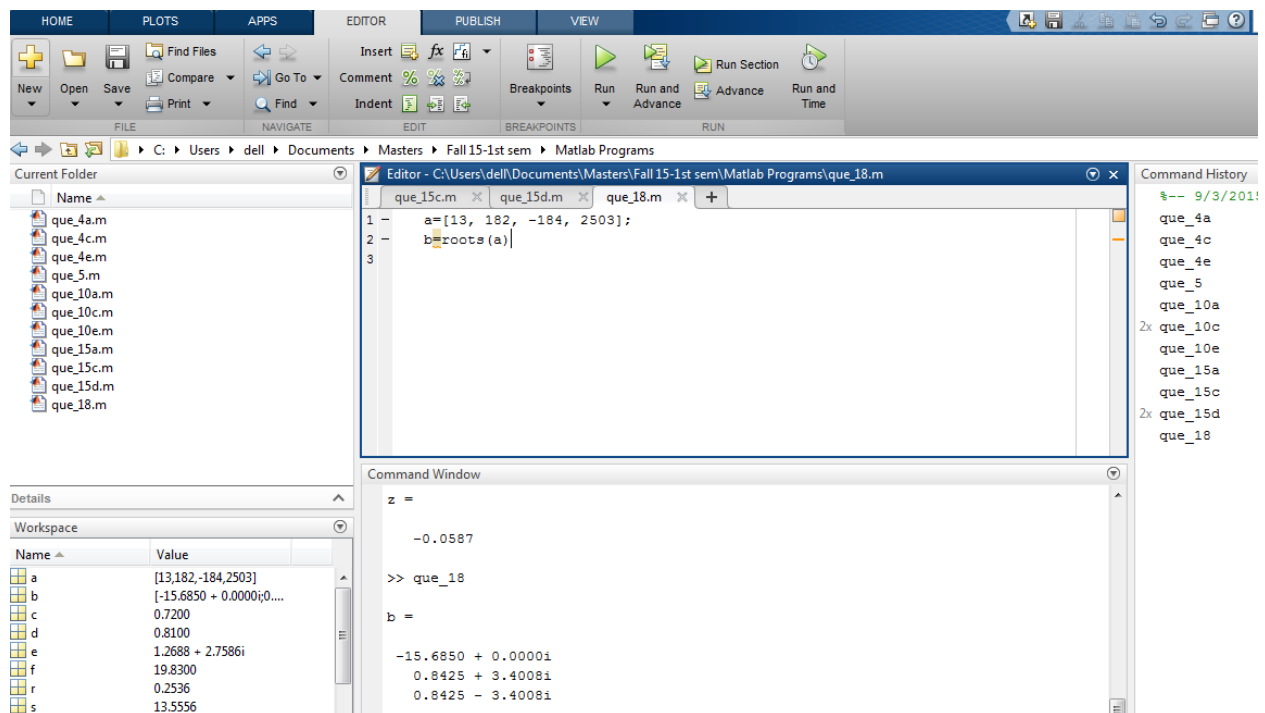 HOME PLOTS APPS EDITOR PUBLISH VIEW
Find Files Insert fx
Compare Go To Comment Run Section
New Open Save Breakpoints Run Run and Advance Run and
Print Find Indent Advance Time
FILE NAVIGATE EDIT BREAKPOINTS RUN
C: Users dell Documents Masters Fall 15-1st sem Matlab Programs
Current Folder
Name
que_4a.m
que_4c.m
que_4e.m
que_5.m
que_10a.m
que_10c.m
que_10e.m
que_15a.m
que_15c.m
que_15d.m
que_18.m
Details
Workspace
Name Value
a [13,182,-184,2503]
b [-15.6850 + 0.0000i;0....
c 0.7200
d 0.8100
e 1.2688 + 2.7586i
f 19.8300
r 0.2536
s 13.5556
Editor - C:\Users\dell\Documents\Masters\Fall 15-1st sem\Matlab Programs\que_18.m
que_15c.m que_15d.m que_18.m +
1 - a=[13, 182, -184, 2503];
2 - b=roots(a)
3
Command Window
z =
-0.0587
>> que_18
b =
-15.6850 + 0.0000i
0.8425 + 3.4008i
0.8425 - 3.4008i
Command History
%-- 9/3/201
que_4a
que_4c
que_4e
que_5
que_10a
2x que_10c
que_10e
que_15a
que_15c
2x que_15d
que_18